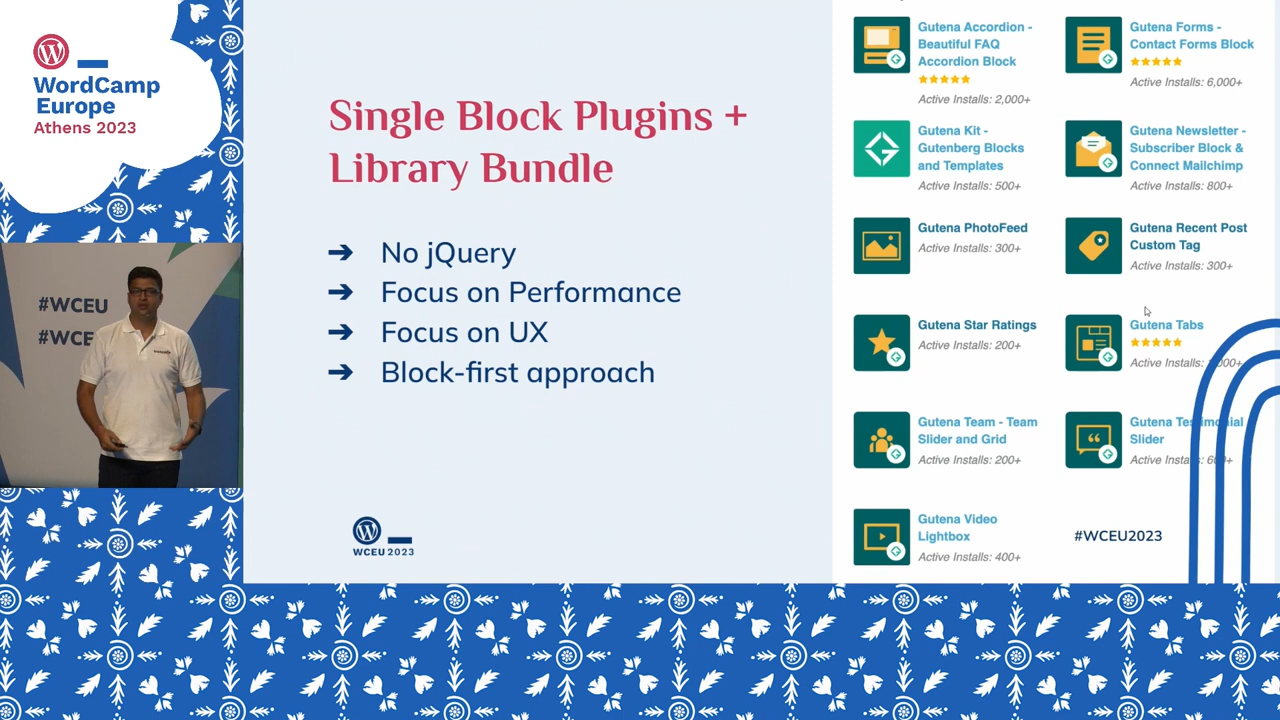 WordCamp
Europe
Athens 2023
#WCEU
#WCE
Single Block Plugins +
Library Bundle
➔ No jQuery
➔ Focus on Performance
➔ Focus on UX
➔ Block-first approach
WCEU 2023
Gutena Accordion -
Beautiful FAQ
Accordion Block
Active Installs: 2,000+
Gutena Forms -
Contact Forms Block
Active Installs: 6,000+
Gutena Kit -
Gutenberg Blocks
and Templates
Active Installs: 500+
Gutena Newsletter -
Subscriber Block &
Connect Mailchimp
Active Installs: 800+
Gutena PhotoFeed
Active Installs: 300+
Gutena Recent Post
Custom Tag
Active Installs: 300+
Gutena Star Ratings
Active Installs: 200+
Gutena Tabs
Active Installs:
Gutena Team - Team
Slider and Grid
Active Installs: 200+
Gutena Testimonial
Slider
Active Installs:
Gutena Video
Lightbox
Active Installs: 400+
#WCEU2023